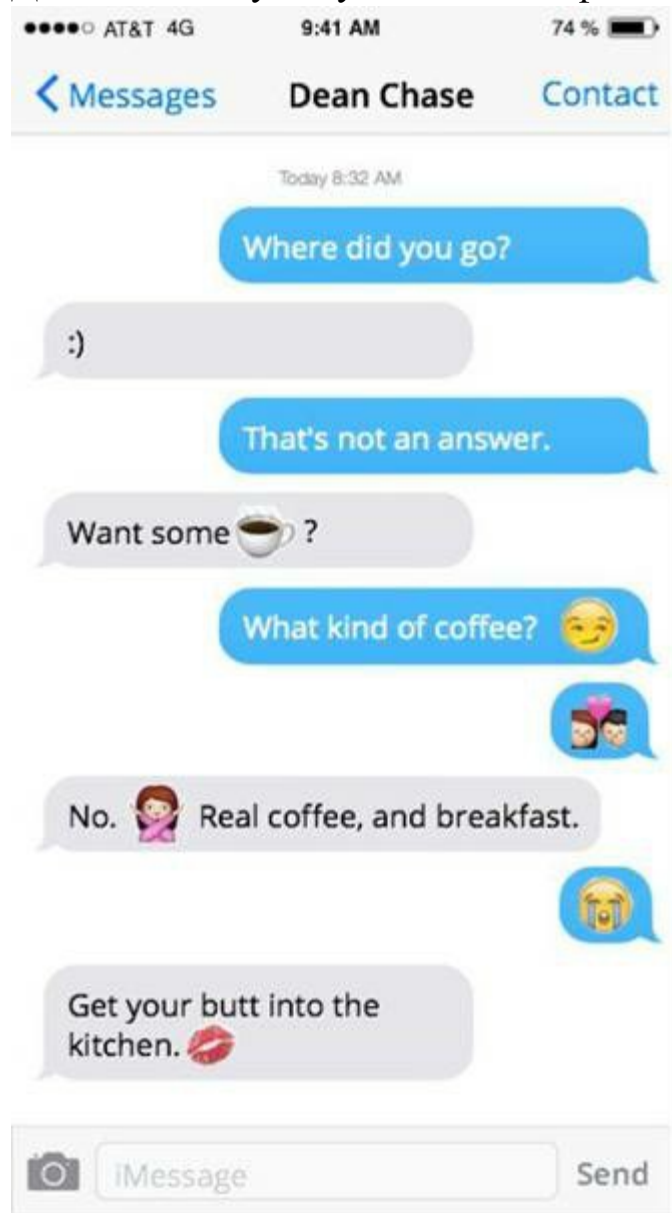 AT&T 4G 9:41 AM 74 %
Messages Dean Chase Contact
Today 8:32 AM
Where did you go?
:)
That's not an answer.
Want some ☕ ?
What kind of coffee? 😏
💏
No. 🙅 Real coffee, and breakfast.
😭
Get your butt into the
kitchen. 💋
iMessage Send